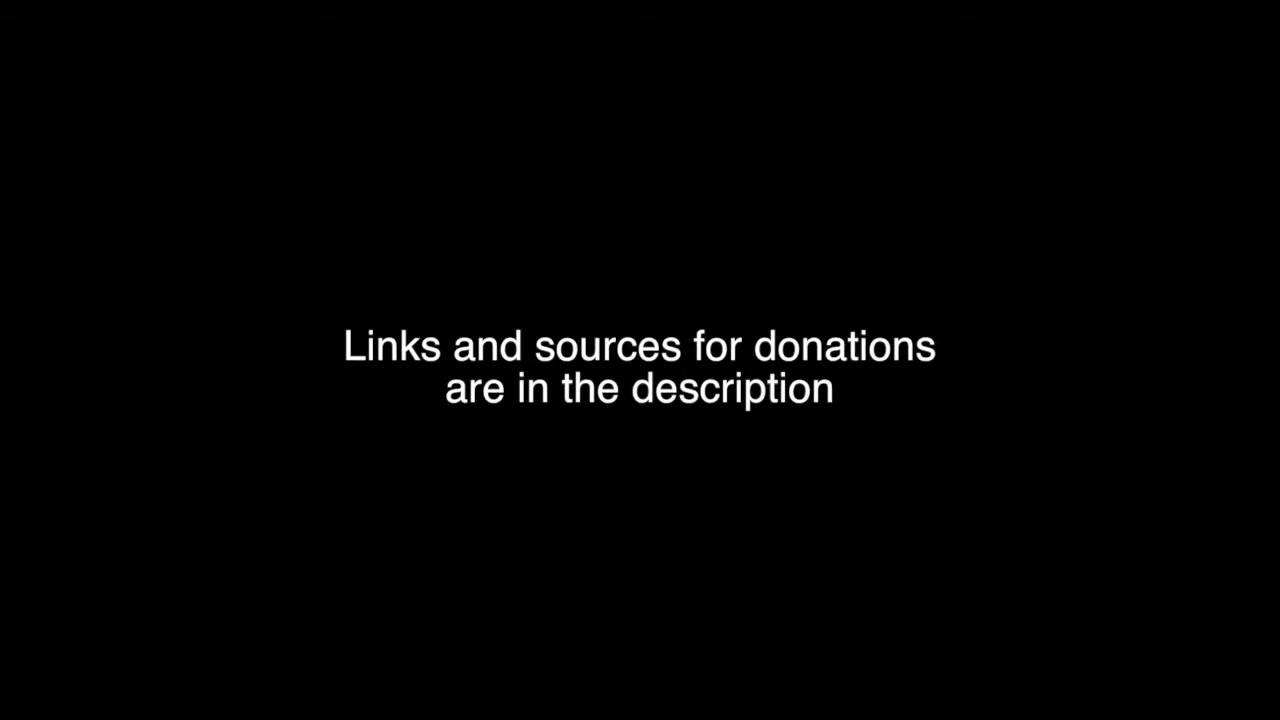 Links and sources for donations
are in the description